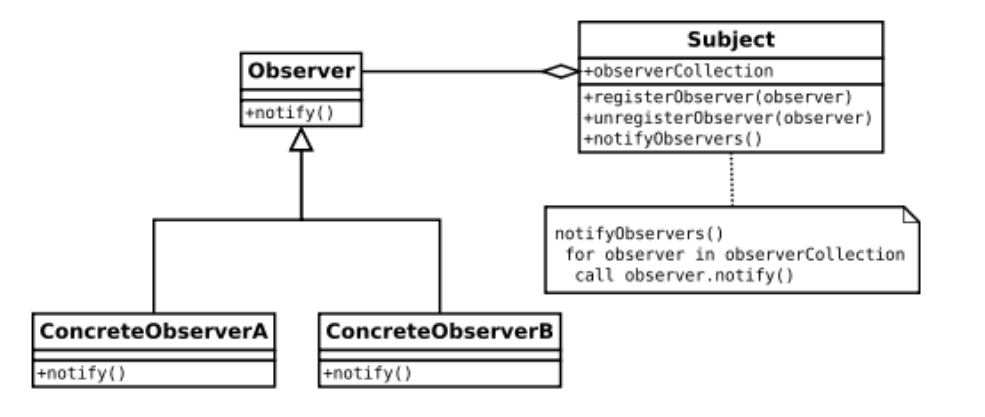 Observer
+notify()
Subject
+observerCollection
+registerObserver(observer)
+unregisterObserver(observer)
+notifyObservers()
notifyObservers()
for observer in observerCollection
call observer.notify()
ConcreteObserverA
+notify()
ConcreteObserverB
+notify()